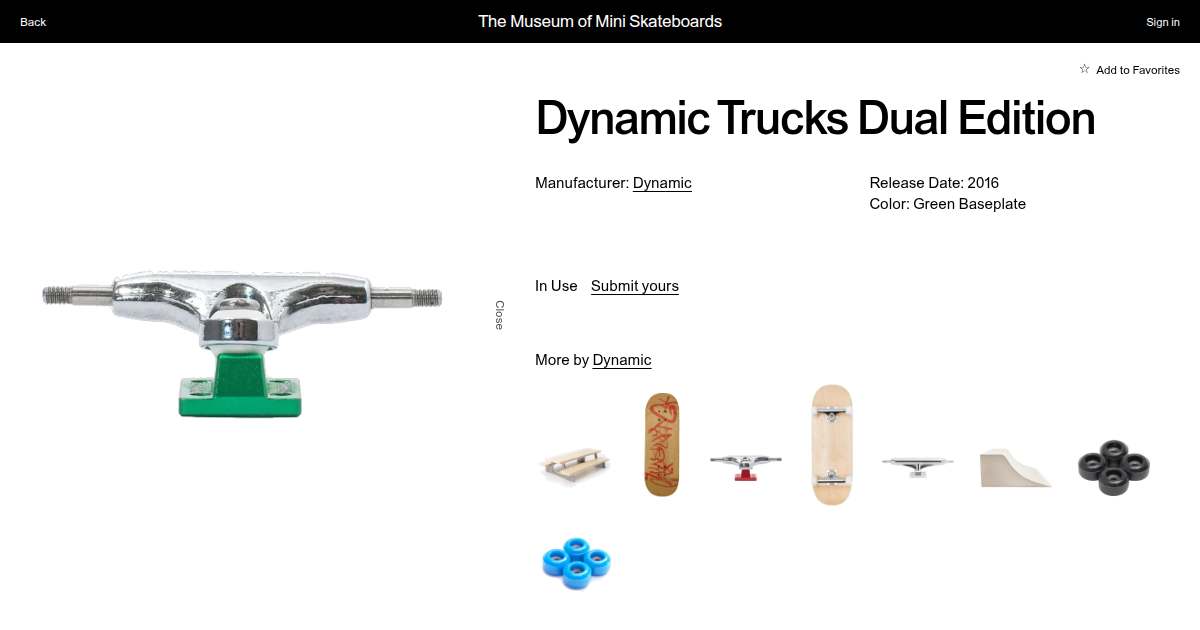 Back
The Museum of Mini Skateboards
Sign in
☆ Add to Favorites
Dynamic Trucks Dual Edition
Manufacturer: Dynamic
Release Date: 2016
Color: Green Baseplate
In Use Submit yours
Close
More by Dynamic